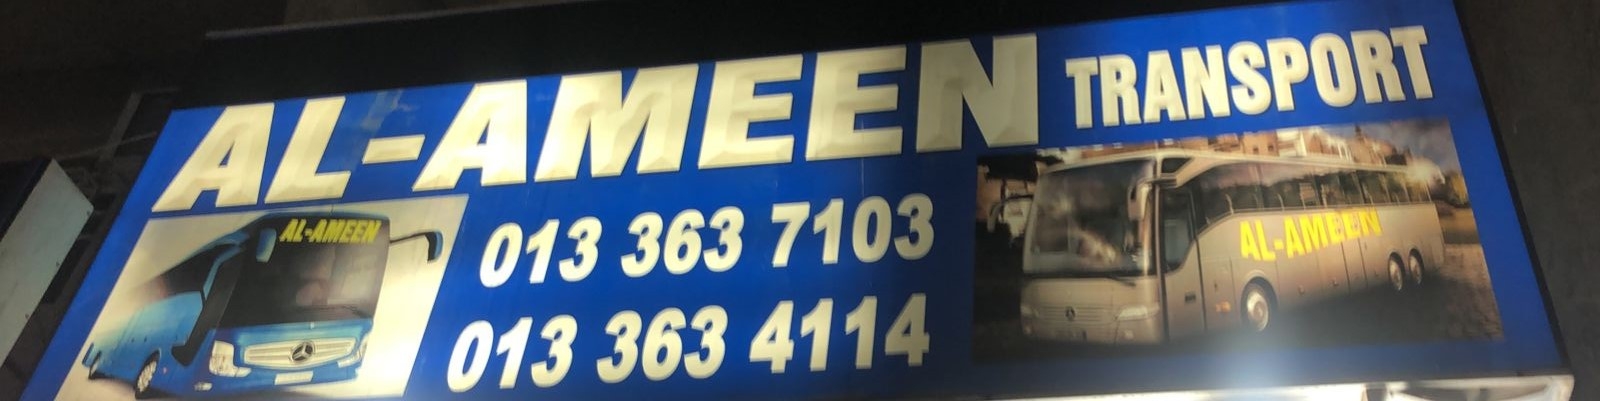 AL-AMEEN TRANSPORT
AL-AMEEN
013 363 7103
013 363 4114
AL-AMEEN